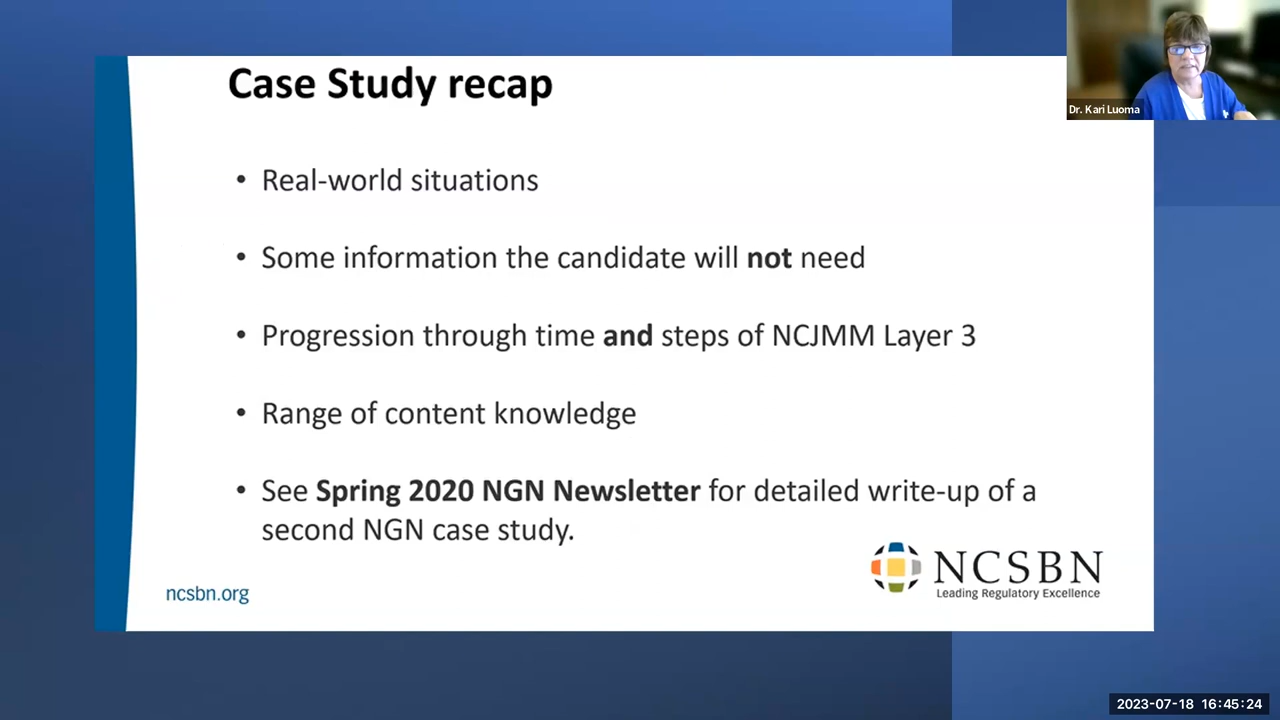 Case Study recap
Dr. Kari Luoma
• Real-world situations
• Some information the candidate will not need
• Progression through time and steps of NCJMM Layer 3
• Range of content knowledge
• See Spring 2020 NGN Newsletter for detailed write-up of a
second NGN case study.
NCSBN
Leading Regulatory Excellence
ncsbn.org
2023-07-18 16:45:24